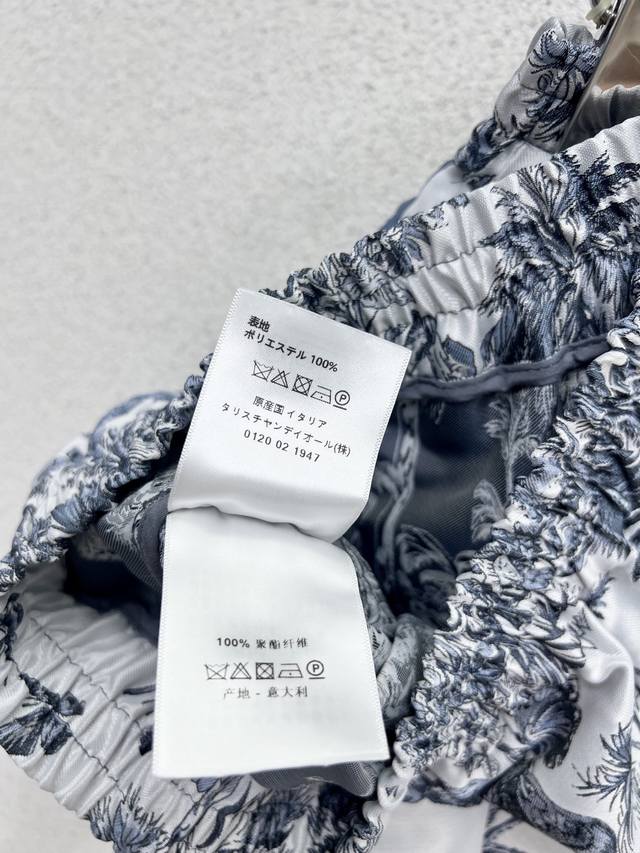 表地
ポリエステル 100%
P
原産国 イタリア
タリスチャンディオール(株)
0120 02 1947
100% 聚酯纤维
P
产地 - 意大利